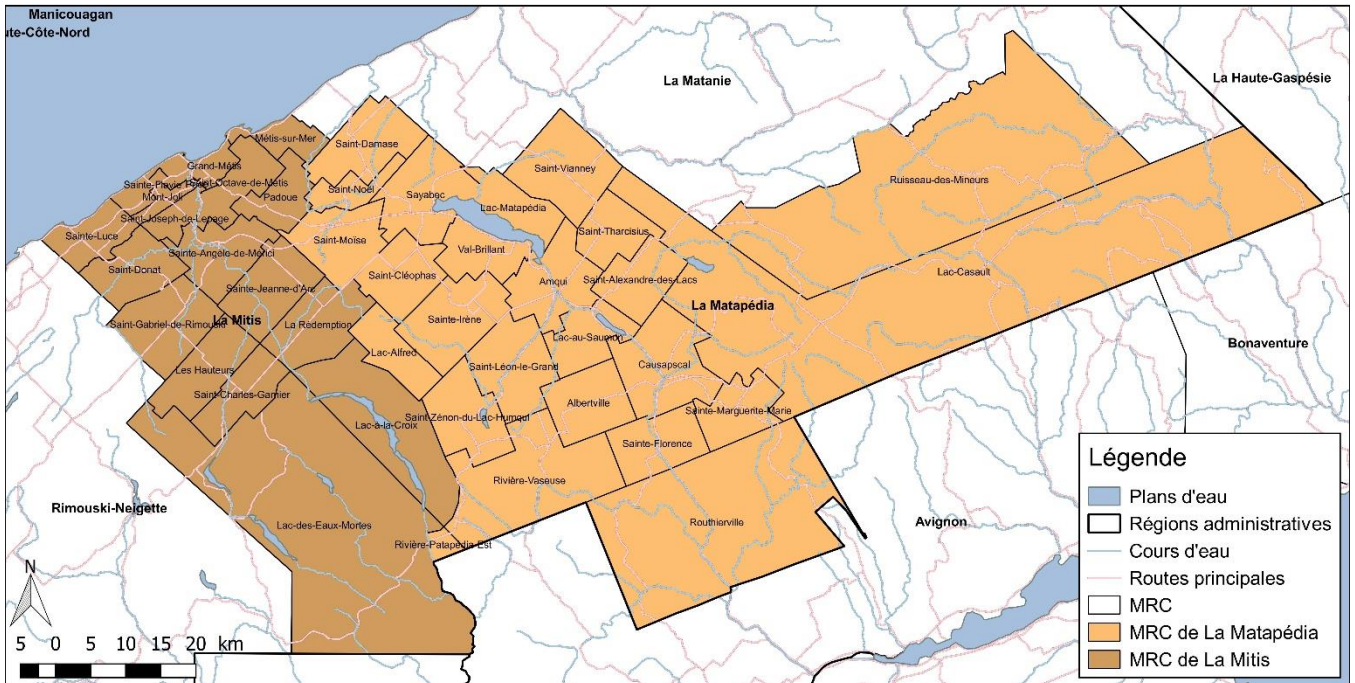 Manicouagan
ute-Côte-Nord
La Matanie
La Haute-Gaspésie
Métis-sur-Mer
Saint-Damase
Grand-Métis
Saint-Vianney
Sainte-Flavie
Saint-Octave-de-Métis
Ruisseau-des-Mineurs
Mont-Joli
Padoue
Saint-Noël
Sayabec
Lac-Matapédia
Saint-Joseph-de-Lepage
Sainte-Luce
Saint-Moïse
Saint-Tharcisius
Sainte-Angèle-de-Mérici
Val-Brillant
Saint-Donat
Saint-Cléophas
Lac-Casault
Amqui
Saint-Alexandre-des-Lacs
Sainte-Jeanne-d'Arc
La Matapédia
Saint-Gabriel-de-Rimouski
La Mitis
La Rédemption
Sainte-Irène
Lac-au-Saumon
Bonaventure
Lac-Alfred
Saint-Léon-le-Grand
Causapscal
Les Hauteurs
Saint-Charles-Garnier
Albertville
Sainte-Marguerite-Marie
Saint-Zénon-du-Lac-Humqui
Lac-à-la-Croix
Sainte-Florence
Rivière-Vaseuse
Rimouski-Neigette
Lac-des-Eaux-Mortes
Routhierville
Avignon
Rivière-Patapédia-Est
N
5 0 5 10 15 20 km
Légende
Plans d'eau
Régions administratives
Cours d'eau
Routes principales
MRC
MRC de La Matapédia
MRC de La Mitis